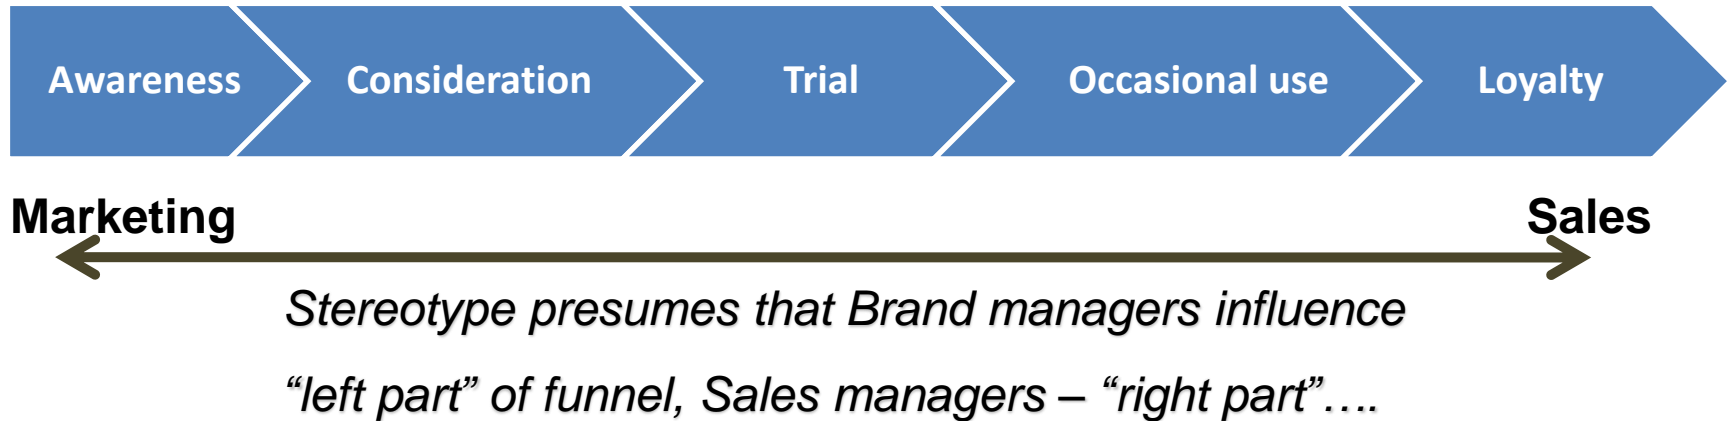 Awareness Consideration Trial Occasional use Loyalty
Marketing Sales
Stereotype presumes that Brand managers influence
“left part” of funnel, Sales managers – “right part”….